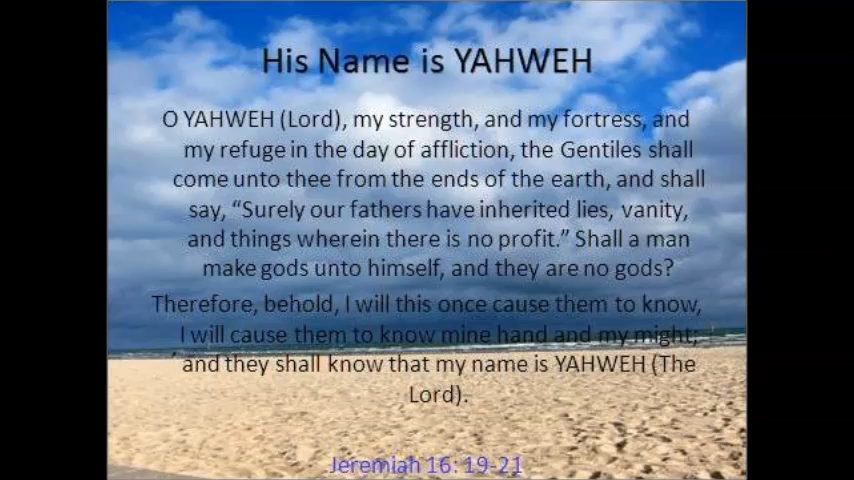 His Name is YAHWEH
O YAHWEH (Lord), my strength, and my fortress, and
my refuge in the day of affliction, the Gentiles shall
come unto thee from the ends of the earth, and shall
say, “Surely our fathers have inherited lies, vanity,
and things wherein there is no profit.” Shall a man
make gods unto himself, and they are no gods?
Therefore, behold, I will this once cause them to know,
I will cause them to know mine hand and my might;
and they shall know that my name is YAHWEH (The
Lord).
Jeremiah 16: 19-21